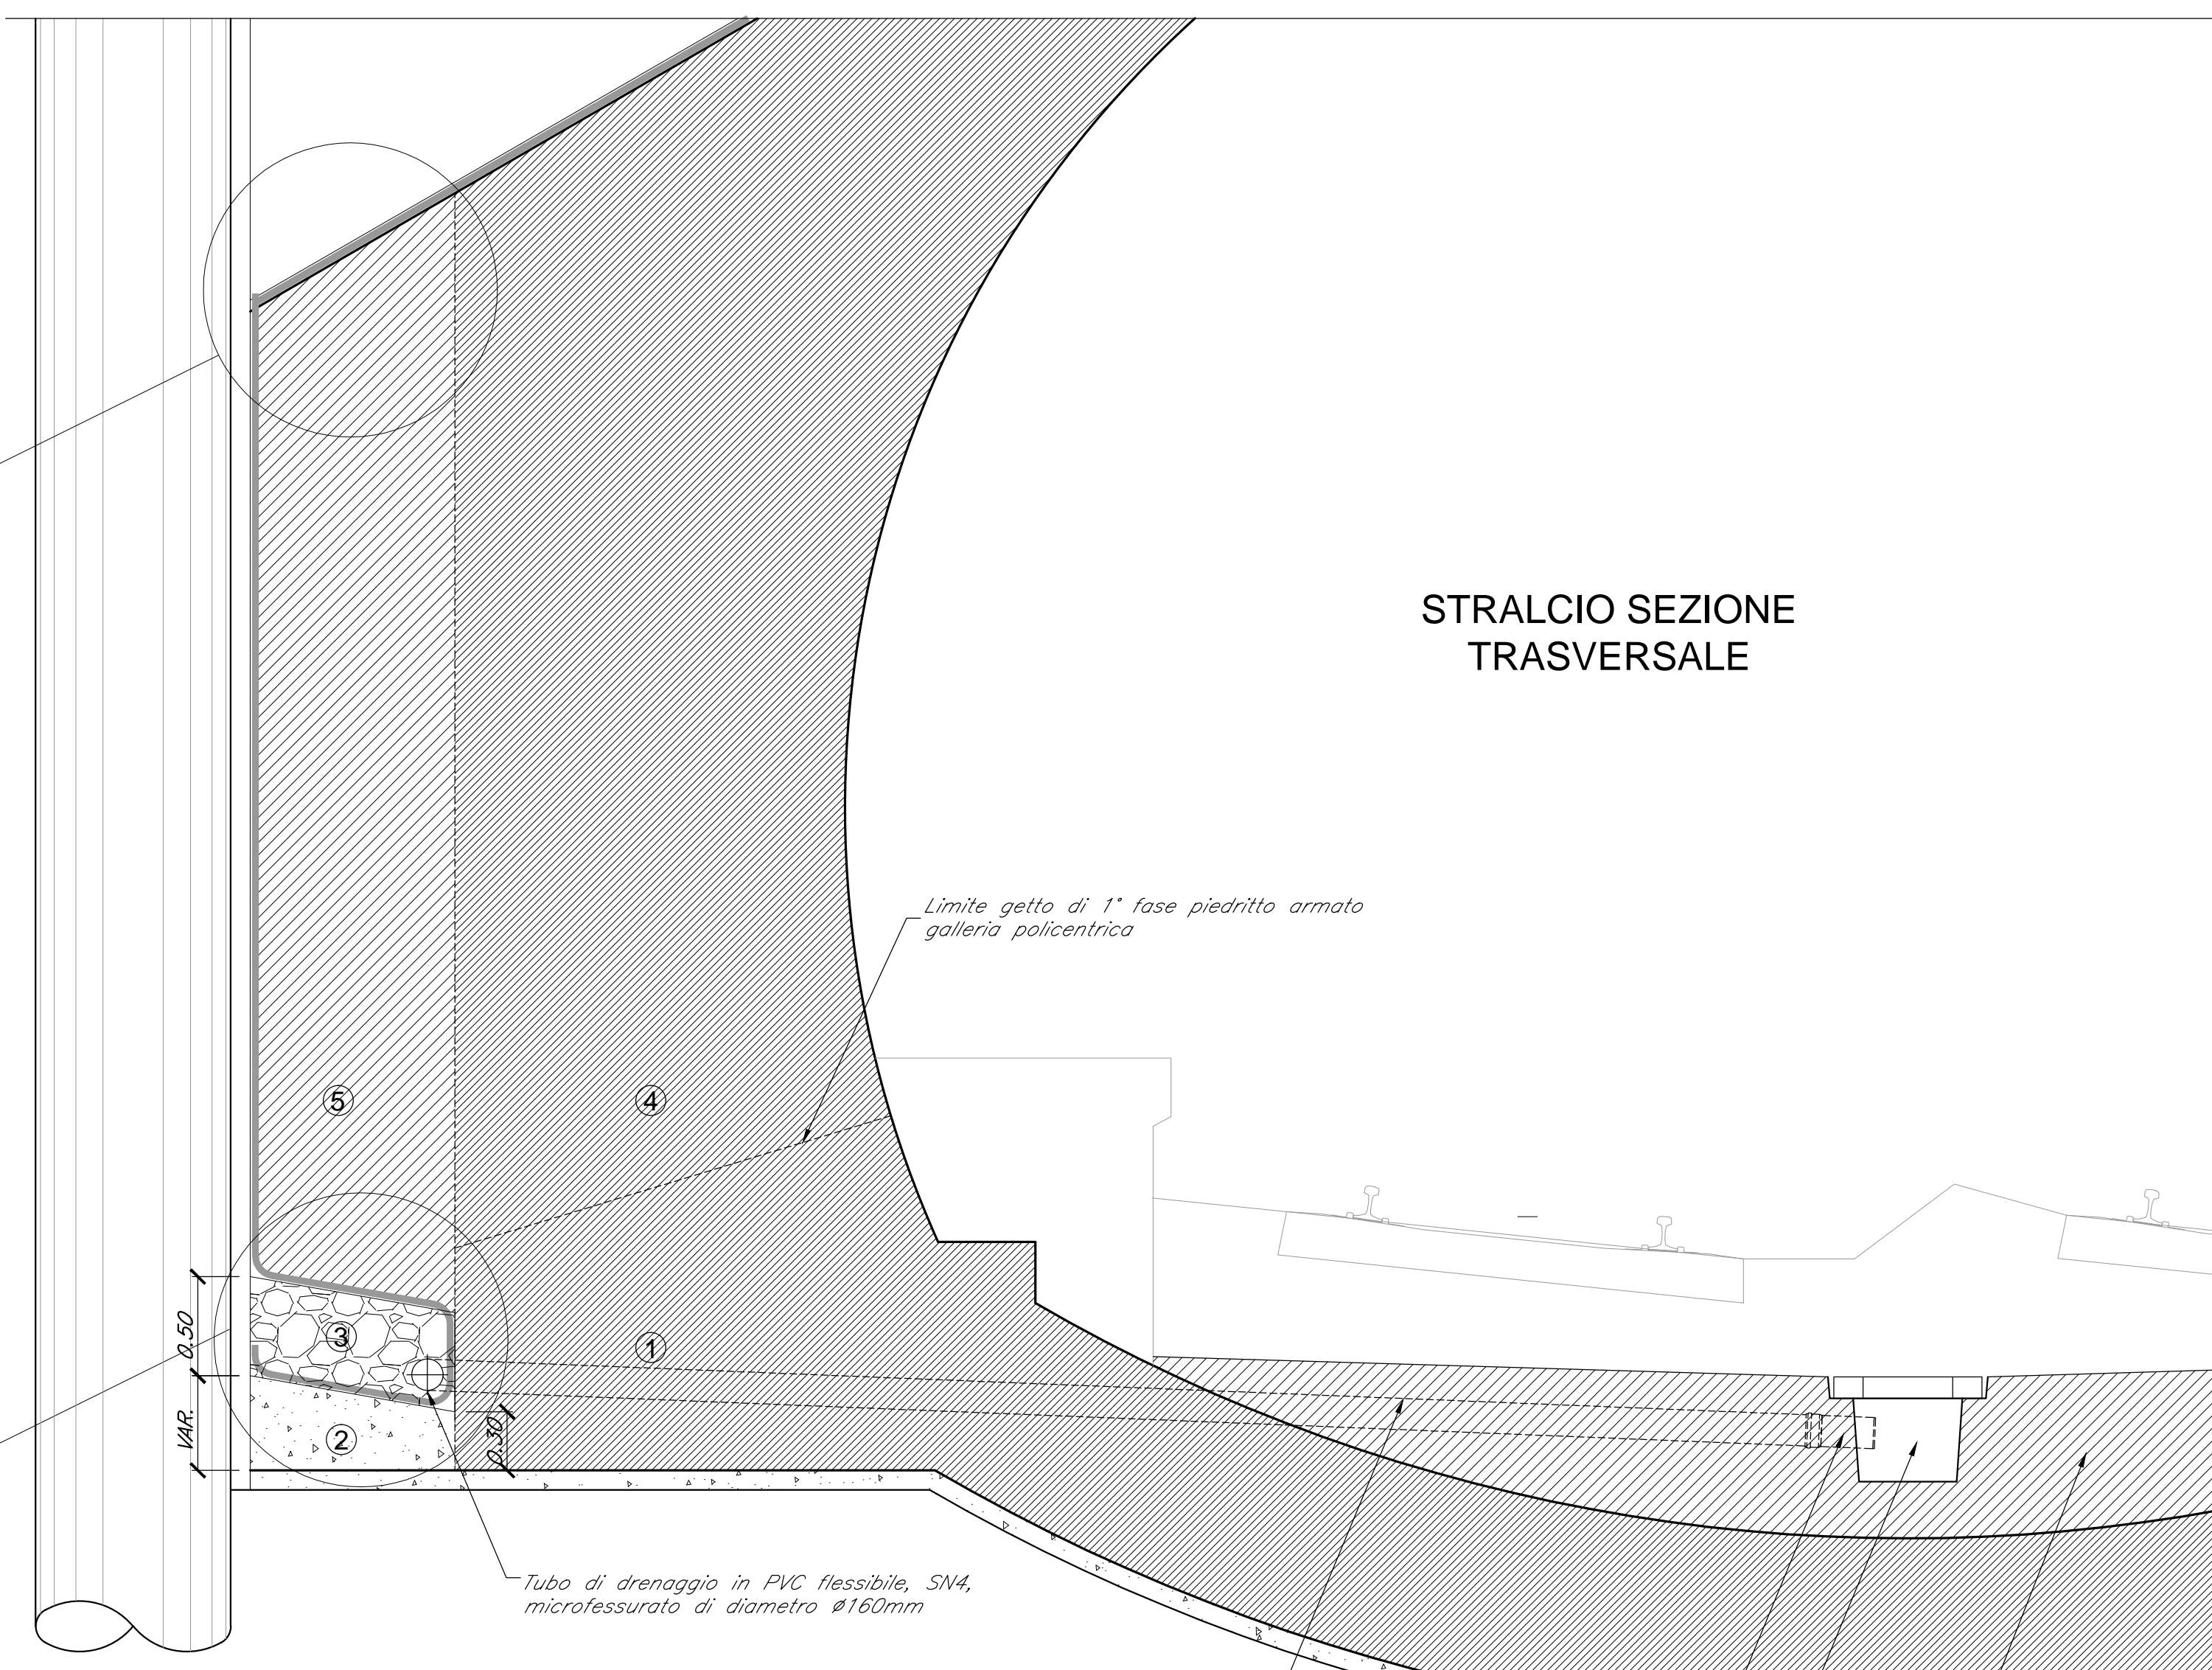 STRALCIO SEZIONE
TRASVERSALE
Limite getto di 1° fase piedritto armato
galleria policentrica
5
4
3
1
2
0.50
VAR.
0.30
Tubo di drenaggio in PVC flessibile, SN4,
microfessurato di diametro ø160mm